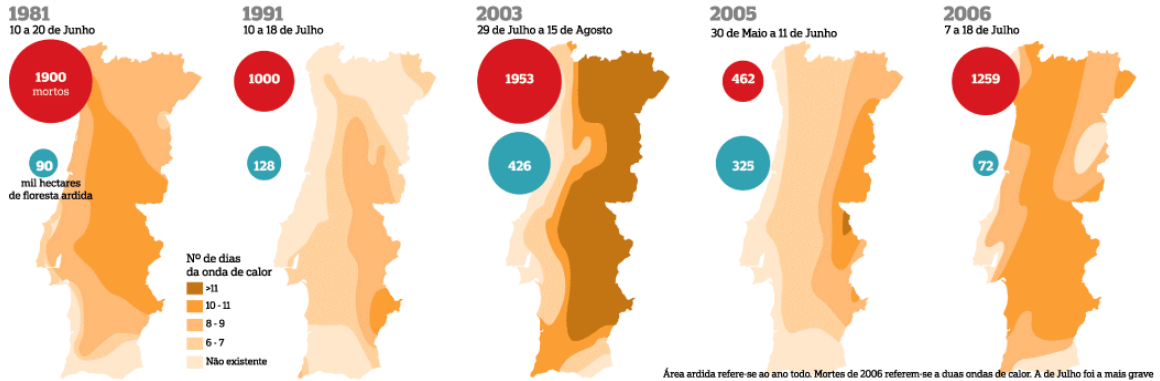 1981
10 a 20 de Junho
1900
mortos
90
mil hectares
de floresta ardida
1991
10 a 18 de Julho
1000
128
Nº de dias
da onda de calor
>11
10 - 11
8 - 9
6 - 7
Não existente
2003
29 de Julho a 15 de Agosto
1953
426
2005
30 de Maio a 11 de Junho
462
325
2006
7 a 18 de Julho
1259
72
Área ardida refere-se ao ano todo. Mortes de 2006 referem-se a duas ondas de calor. A de Julho foi a mais grave